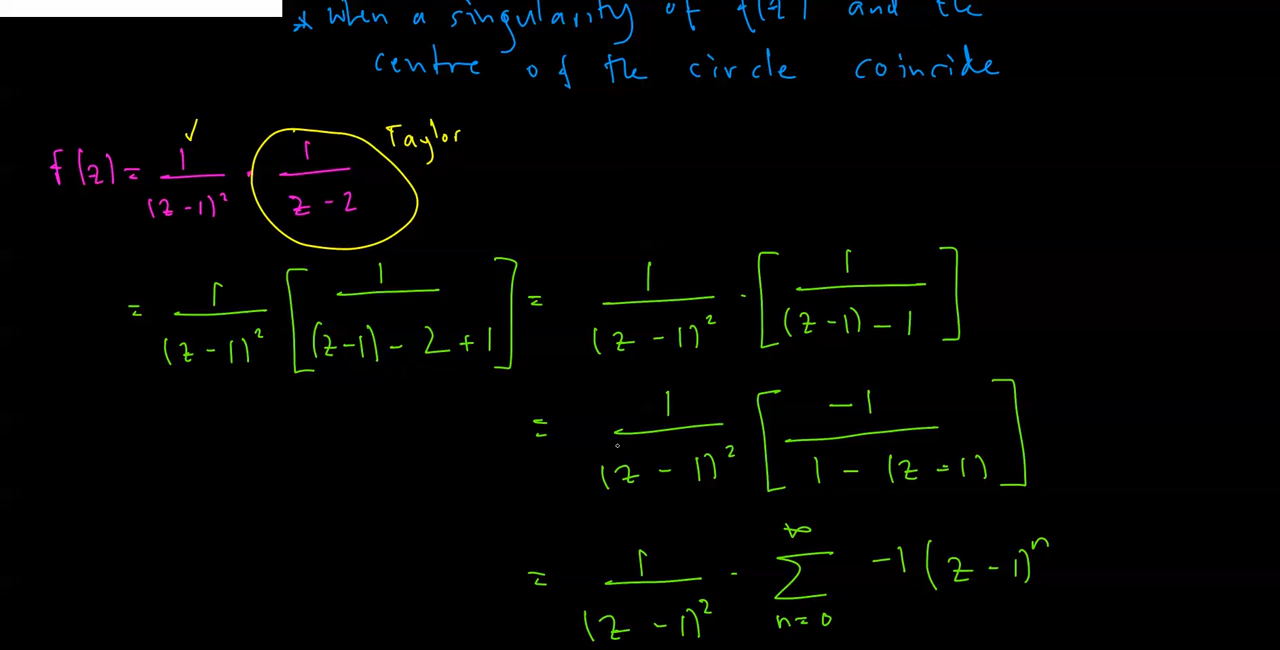 * when a singularity of f(z) and the
centre of the circle coincide
f(z) = 1/(z-1)² · 1/(z-2) ✓ Taylor
= 1/(z-1)² [1/((z-1)-2+1)] = 1/(z-1)² · [1/((z-1)-1)]
= 1/(z-1)² [-1/(1-(z-1))]
= 1/(z-1)² · ∑_{n=0}^{∞} -1(z-1)ⁿ